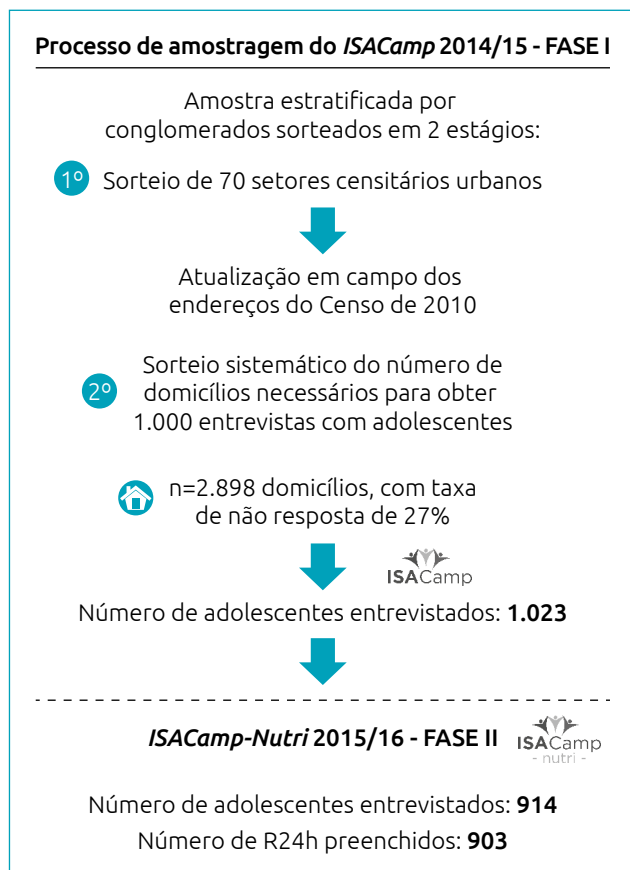 Processo de amostragem do ISACamp 2014/15 - FASE I
Amostra estratificada por
conglomerados sorteados em 2 estágios:
1º Sorteio de 70 setores censitários urbanos
Atualização em campo dos
endereços do Censo de 2010
2º Sorteio sistemático do número de
domicílios necessários para obter
1.000 entrevistas com adolescentes
n=2.898 domicílios, com taxa
de não resposta de 27%
ISACamp
Número de adolescentes entrevistados: 1.023
ISACamp-Nutri 2015/16 - FASE II
ISACamp
- nutri -
Número de adolescentes entrevistados: 914
Número de R24h preenchidos: 903